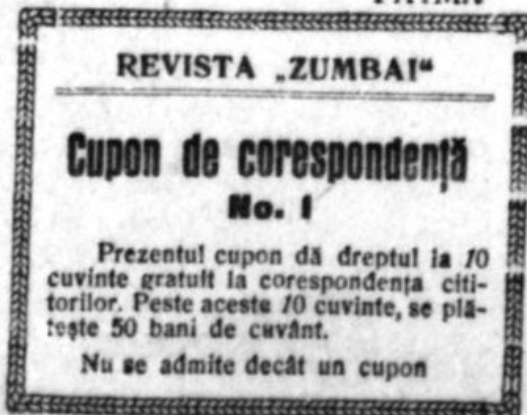 REVISTA „ZUMBAI“
Cupon de corespondență
No. 1
Prezentul cupon dă dreptul la 10
cuvinte gratuit la corespondența citi-
torilor. Peste aceste 10 cuvinte, se plă-
tește 50 bani de cuvânt.
Nu se admite decât un cupon